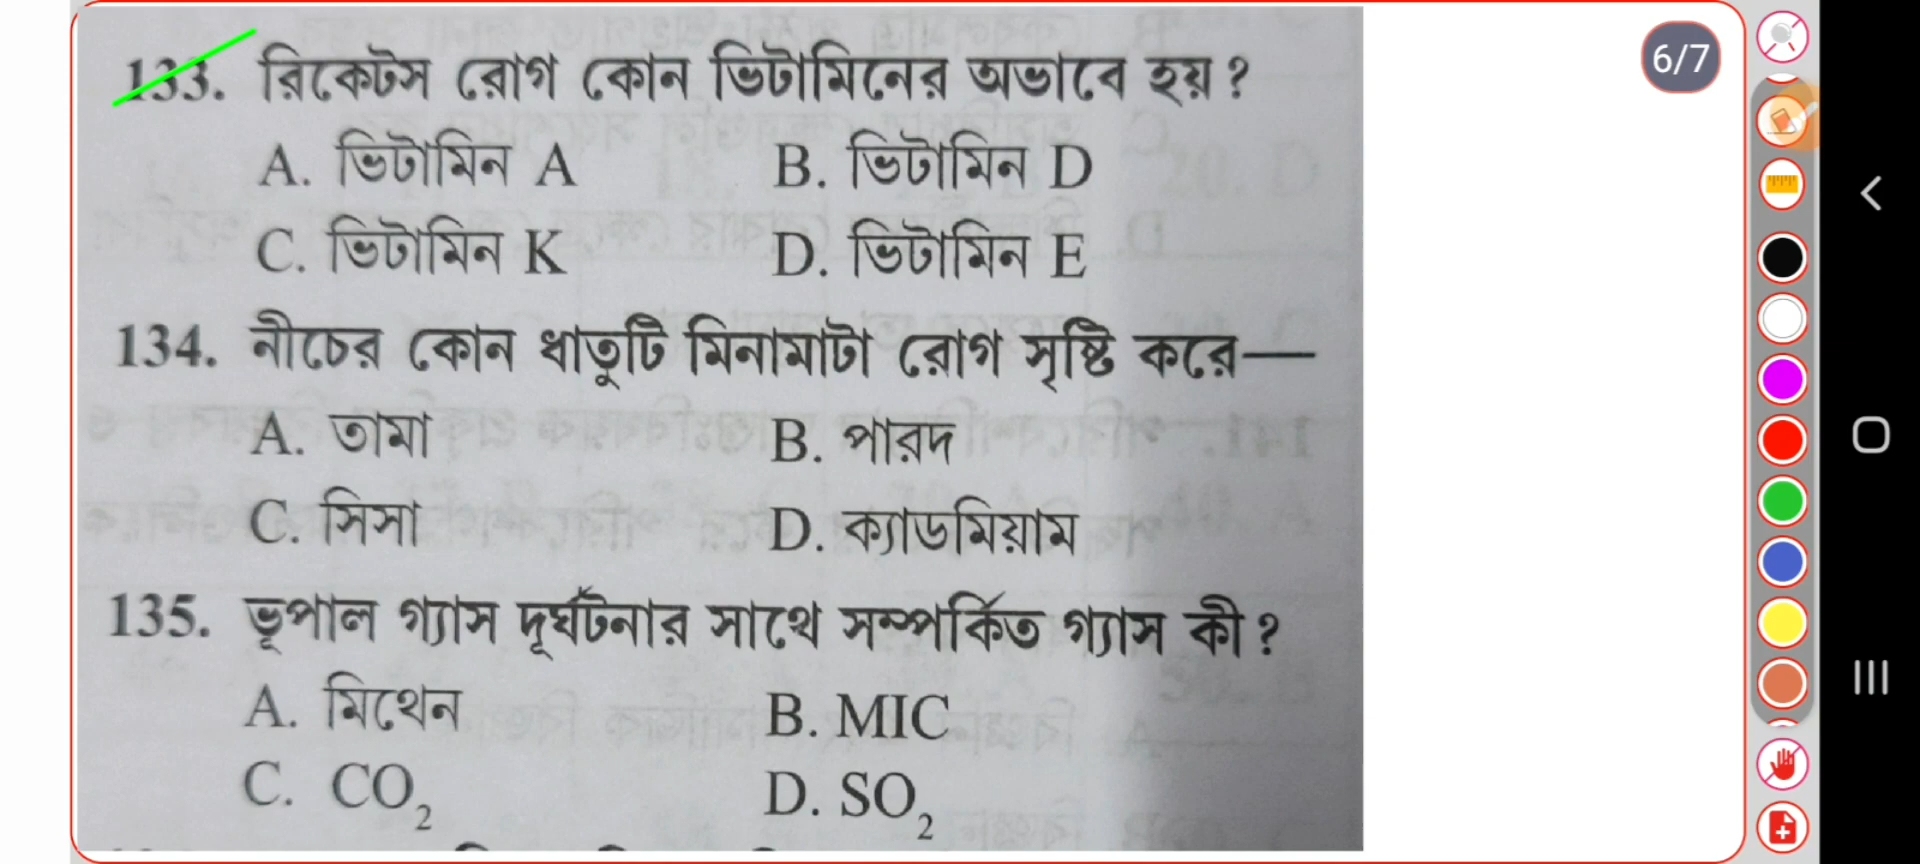 133. রিকেটস রোগ কোন ভিটামিনের অভাবে হয় ?
A. ভিটামিন A B. ভিটামিন D
C. ভিটামিন K D. ভিটামিন E
134. নীচের কোন ধাতুটি মিনামাটা রোগ সৃষ্টি করে—
A. তামা B. পারদ
C. সিসা D. ক্যাডমিয়াম
135. ভূপাল গ্যাস দূর্ঘটনার সাথে সম্পর্কিত গ্যাস কী ?
A. মিথেন B. MIC
C. CO₂ D. SO₂
6/7